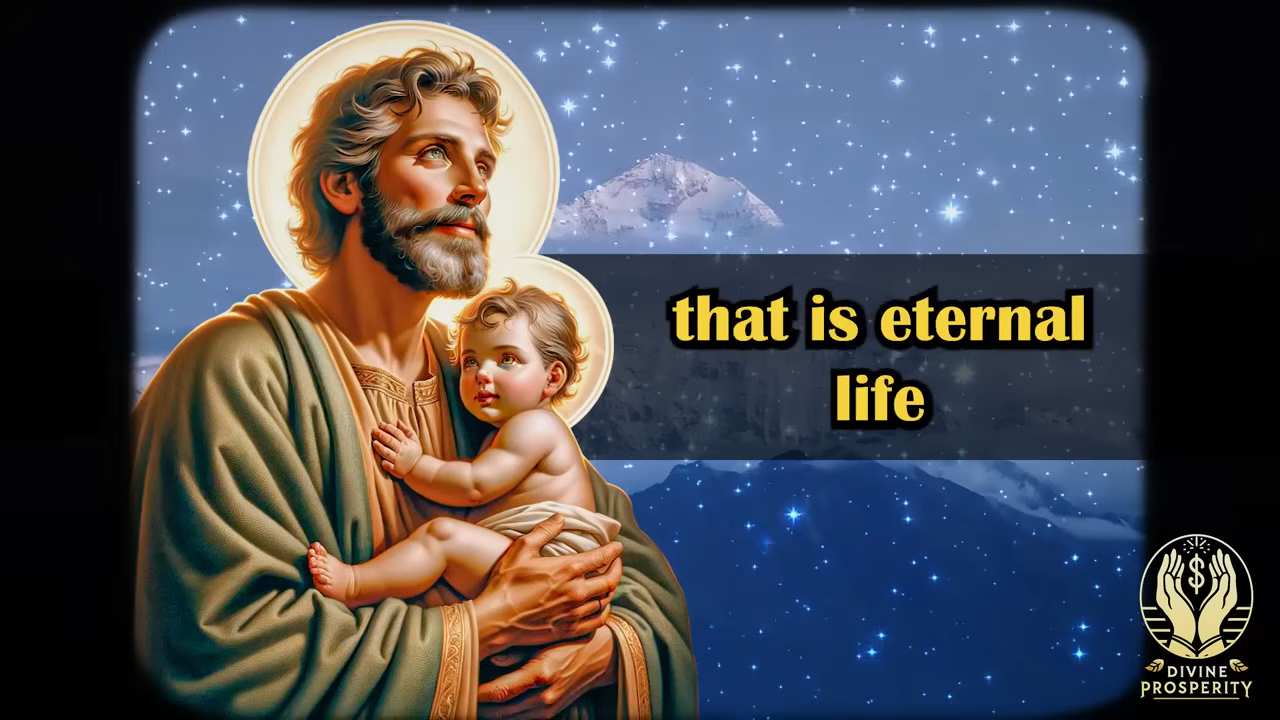 that is eternal
life
$
DIVINE
PROSPERITY